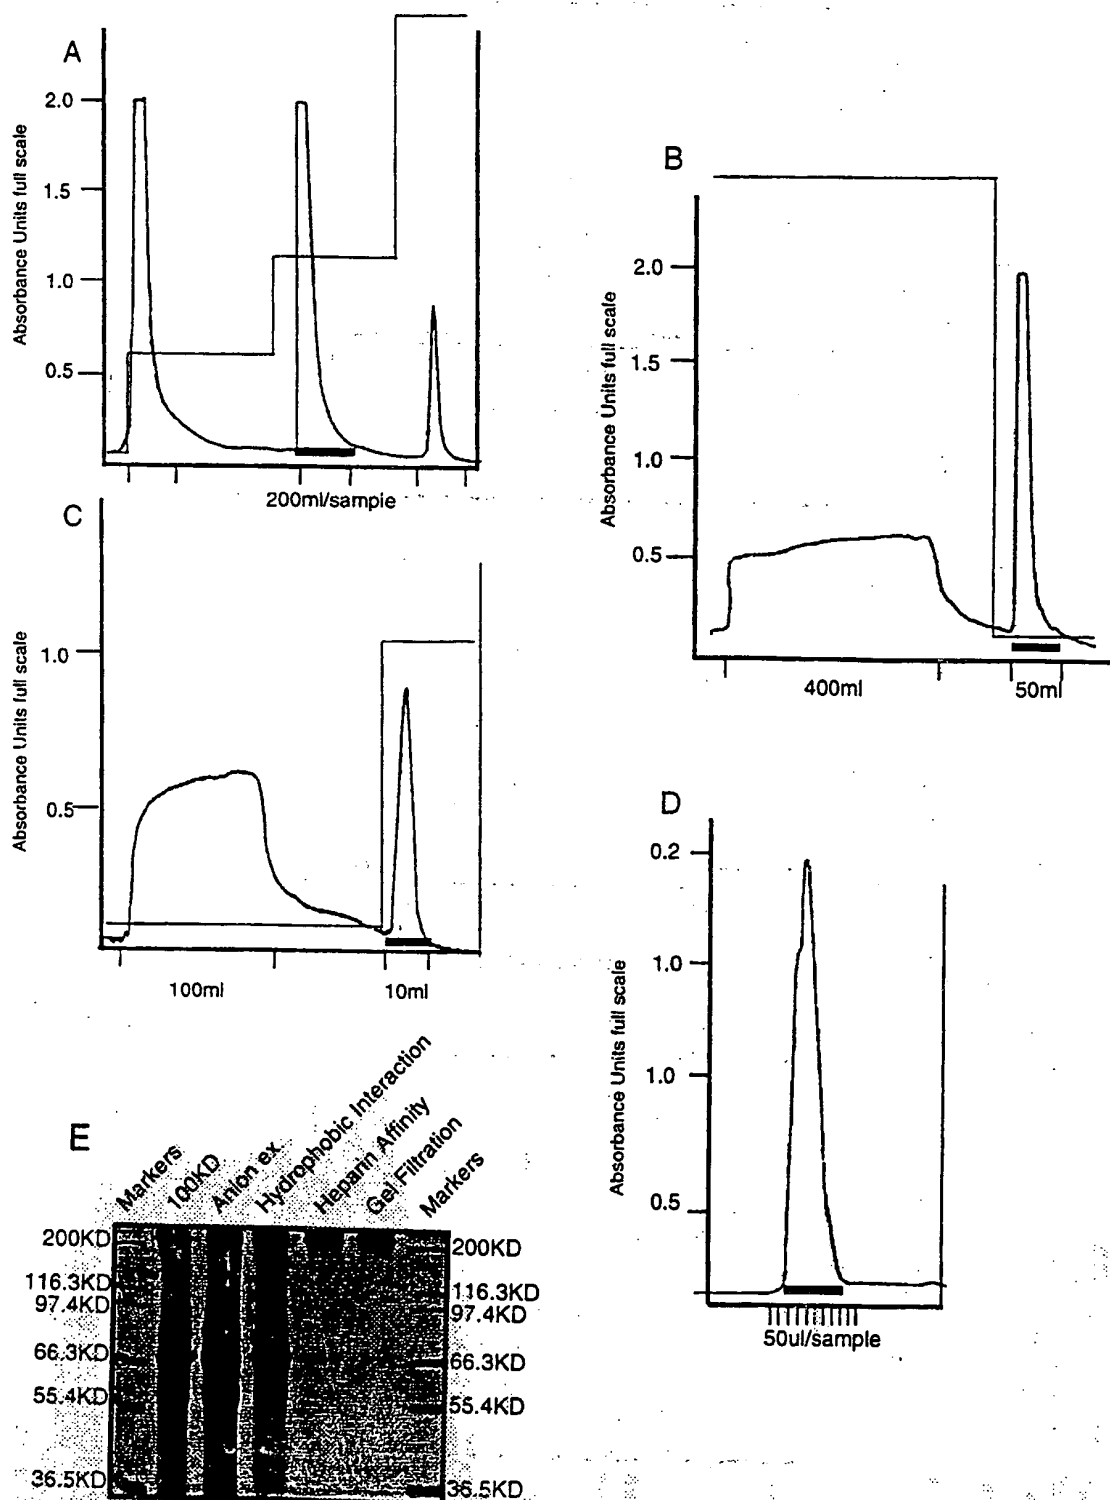 A
Absorbance Units full scale
2.0
1.5
1.0
0.5
200ml/sample
B
Absorbance Units full scale
2.0
1.5
1.0
0.5
400ml
50ml
C
Absorbance Units full scale
1.0
0.5
100ml
10ml
D
Absorbance Units full scale
0.2
1.0
1.0
0.5
50ul/sample
E
Markers
100KD
Anion ex
Hydrophobic Interaction
Heparin Affinity
Gel Filtration
Markers
200KD
116.3KD
97.4KD
66.3KD
55.4KD
36.5KD
200KD
116.3KD
97.4KD
66.3KD
55.4KD
36.5KD